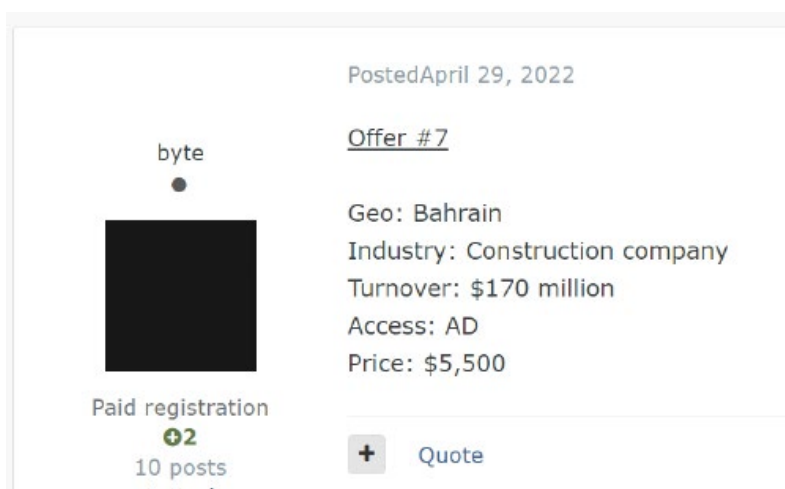 PostedApril 29, 2022
Offer #7
byte
Geo: Bahrain
Industry: Construction company
Turnover: $170 million
Access: AD
Price: $5,500
Paid registration
2
10 posts
+ Quote